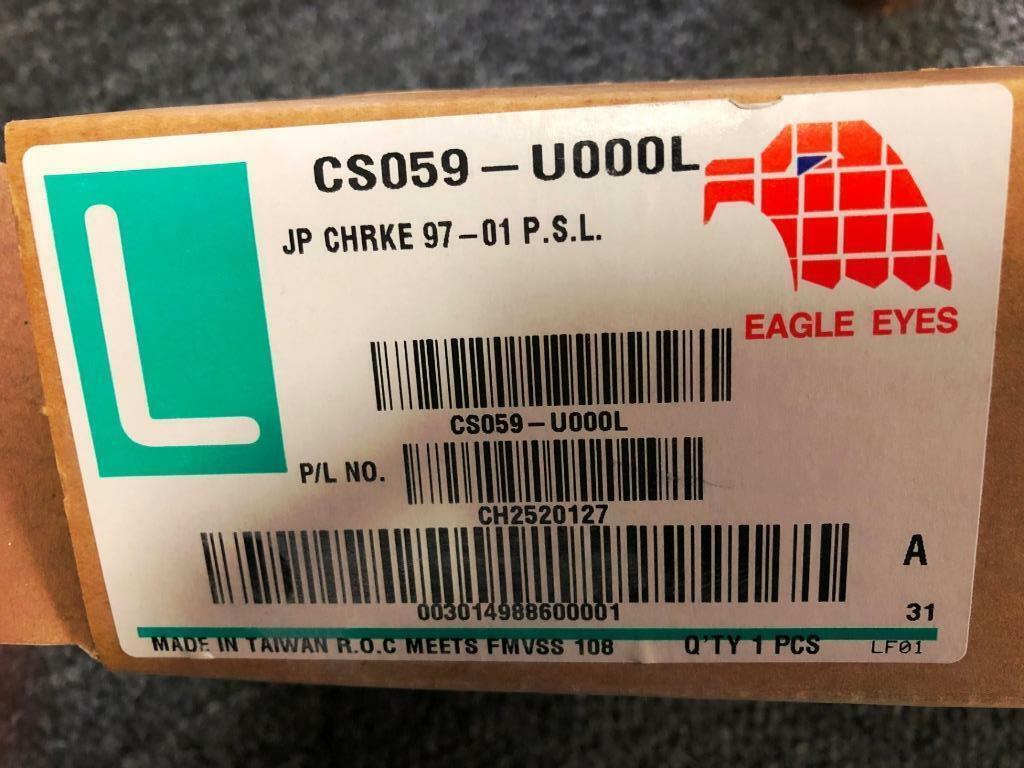 L
CS059-U000L
JP CHRKE 97-01 P.S.L.
EAGLE EYES
CS059-U000L
P/L NO.
CH2520127
003014988600001
A
31
MADE IN TAIWAN R.O.C MEETS FMVSS 108 Q'TY 1 PCS LF01